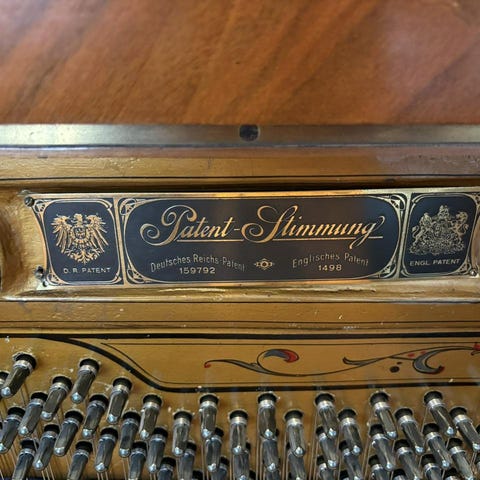 Patent-Stimmung
Deutsches Reichs-Patent
159792
Englisches Patent
1498
D. R. PATENT
ENGL. PATENT